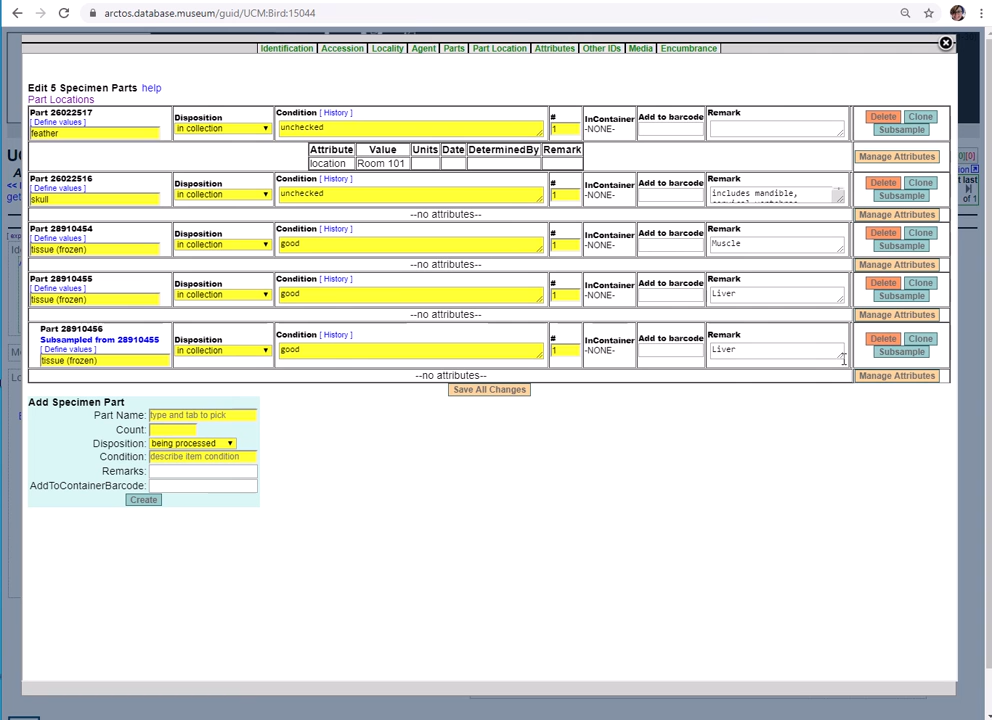 arctos.database.museum/guid/UCM:Bird:15044
Identification Accession Locality Agent Parts Part Location Attributes Other IDs Media Encumbrance
Edit 5 Specimen Parts help
Part Locations
Part 26022517 Disposition Condition [ History ] # InContainer Add to barcode Remark Delete Clone
[ Define values ] in collection unchecked 1 -NONE- Subsample
feather
Attribute Value Units Date DeterminedBy Remark Manage Attributes
location Room 101
Part 26022516 Disposition Condition [ History ] # InContainer Add to barcode Remark Delete Clone
[ Define values ] in collection unchecked 1 -NONE- includes mandible, Subsample
skull
--no attributes-- Manage Attributes
Part 28910454 Disposition Condition [ History ] # InContainer Add to barcode Remark Delete Clone
[ Define values ] in collection good 1 -NONE- Muscle Subsample
tissue (frozen)
--no attributes-- Manage Attributes
Part 28910455 Disposition Condition [ History ] # InContainer Add to barcode Remark Delete Clone
[ Define values ] in collection good 1 -NONE- Liver Subsample
tissue (frozen)
--no attributes-- Manage Attributes
Part 28910456
Subsampled from 28910455 Disposition Condition [ History ] # InContainer Add to barcode Remark Delete Clone
[ Define values ] in collection good 1 -NONE- Liver Subsample
tissue (frozen)
--no attributes-- Manage Attributes
Save All Changes
Add Specimen Part
Part Name: type and tab to pick
Count:
Disposition: being processed
Condition: describe item condition
Remarks:
AddToContainerBarcode:
Create